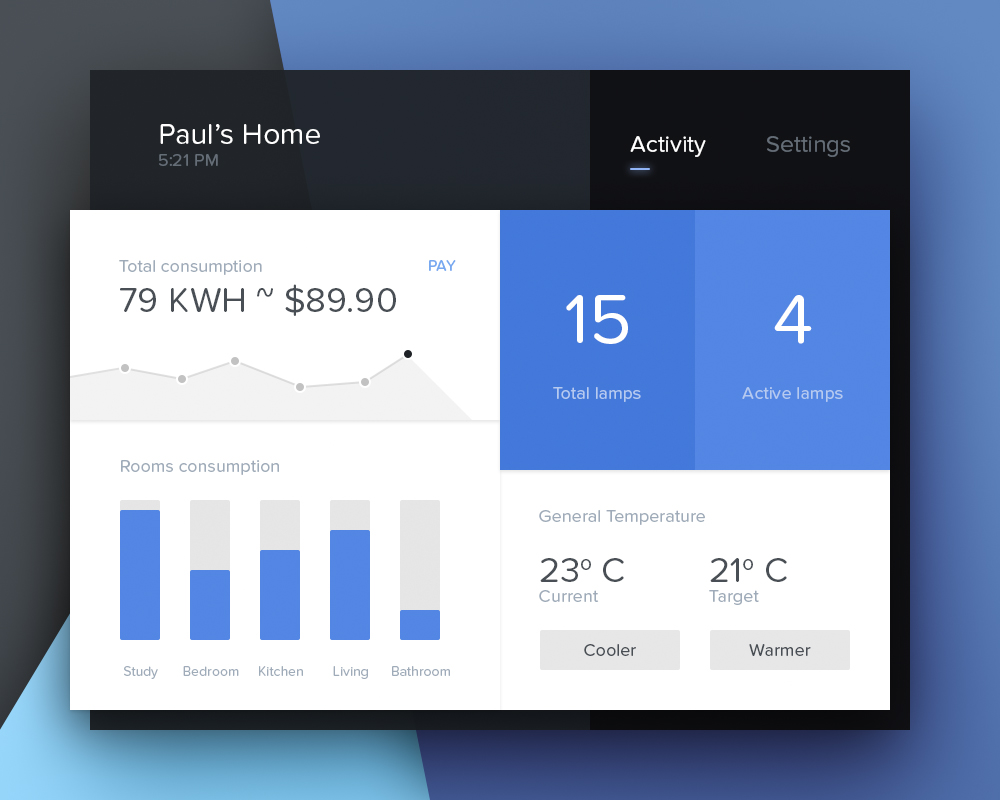 Paul’s Home
5:21 PM
Activity
Settings
Total consumption
PAY
79 KWH ~ $89.90
15
Total lamps
4
Active lamps
Rooms consumption
Study
Bedroom
Kitchen
Living
Bathroom
General Temperature
23º C
Current
21º C
Target
Cooler
Warmer